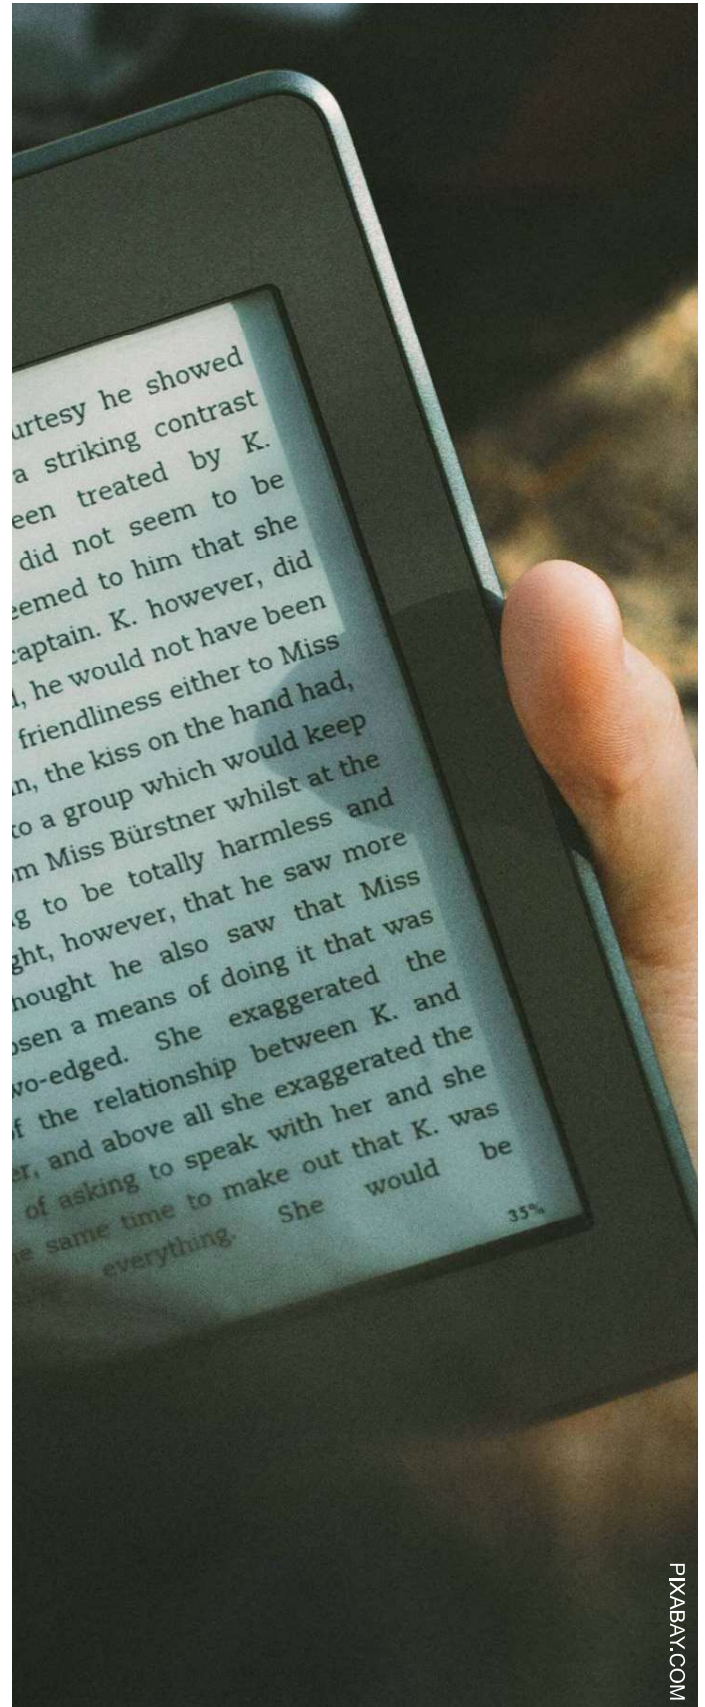 urtesy he showed
a striking contrast
een treated by K.
did not seem to be
eemed to him that she
captain. K. however, did
l, he would not have been
friendliness either to Miss
in, the kiss on the hand had,
to a group which would keep
om Miss Bürstner whilst at the
g to be totally harmless and
ght, however, that he saw more
hought he also saw that Miss
osen a means of doing it that was
wo-edged. She exaggerated the
of the relationship between K. and
er, and above all she exaggerated the
of asking to speak with her and she
e same time to make out that K. was
everything. She would be
35%
PIXABAY.COM